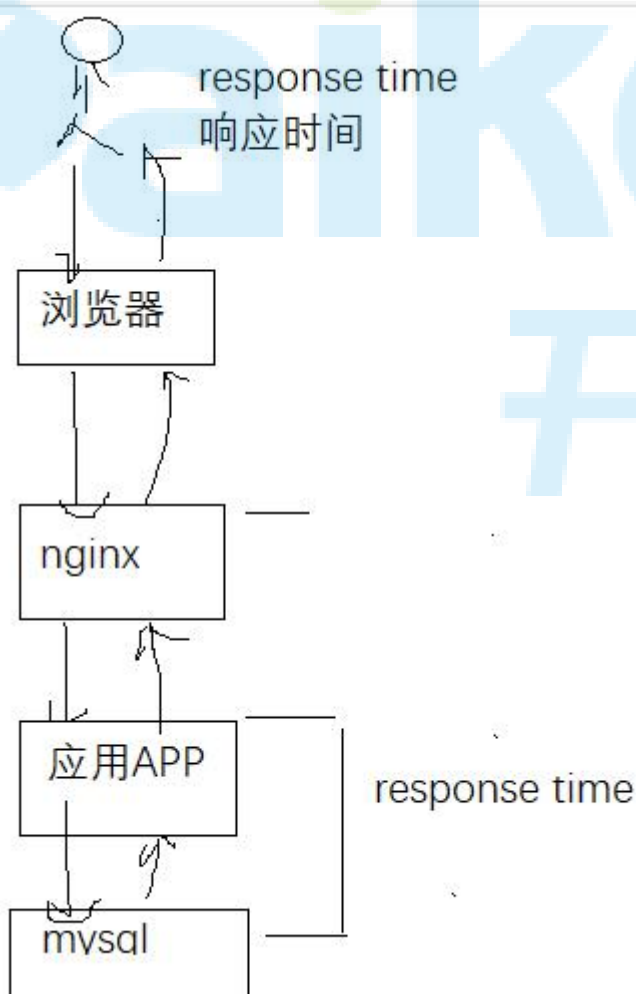 response time
响应时间
浏览器
nginx
应用APP
response time
mysql